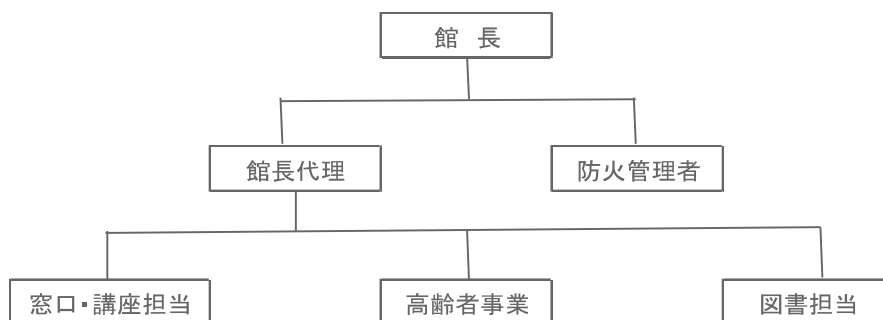 館 長
館長代理
防火管理者
窓口・講座担当
高齢者事業
図書担当